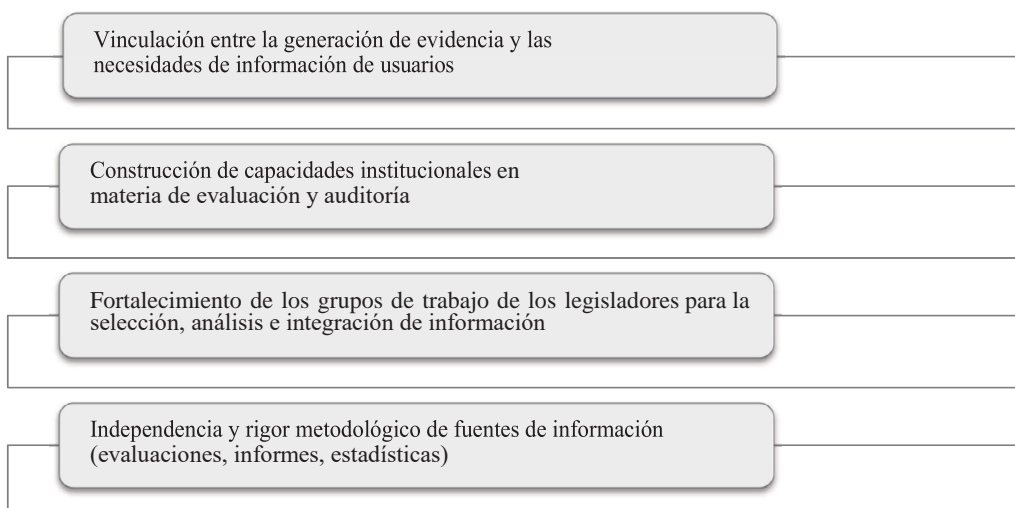 Vinculación entre la generación de evidencia y las
necesidades de información de usuarios
Construcción de capacidades institucionales en
materia de evaluación y auditoría
Fortalecimiento de los grupos de trabajo de los legisladores para la
selección, análisis e integración de información
Independencia y rigor metodológico de fuentes de información
(evaluaciones, informes, estadísticas)